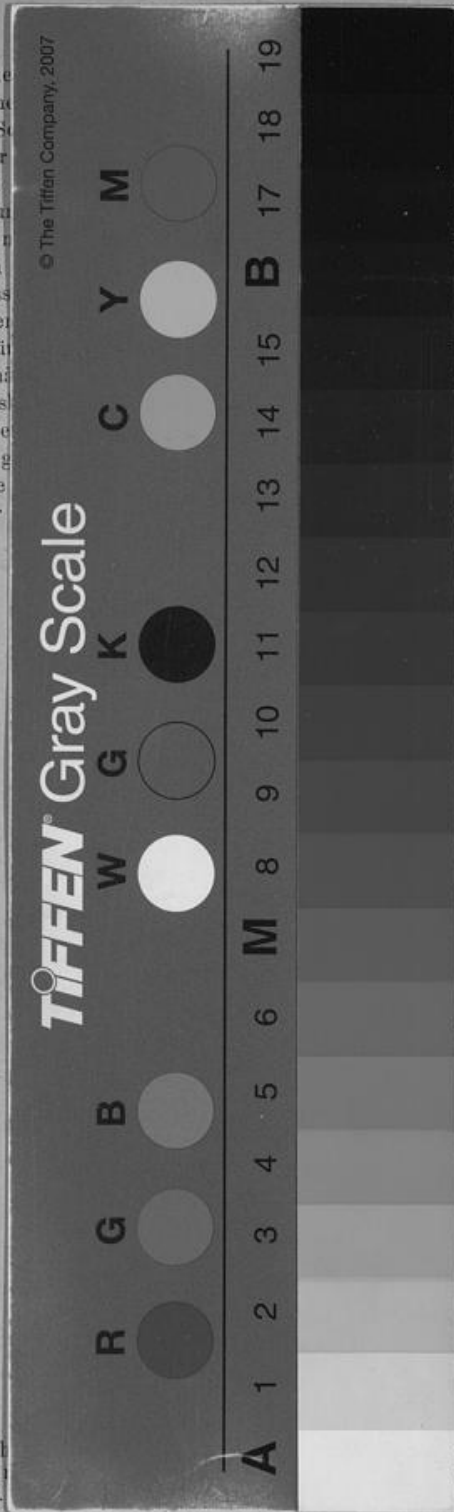 © The Tiffen Company, 2007
TIFFEN® Gray Scale
R G B W G K C Y M
A 1 2 3 4 5 6 M 8 9 10 11 12 13 14 15 B 17 18 19